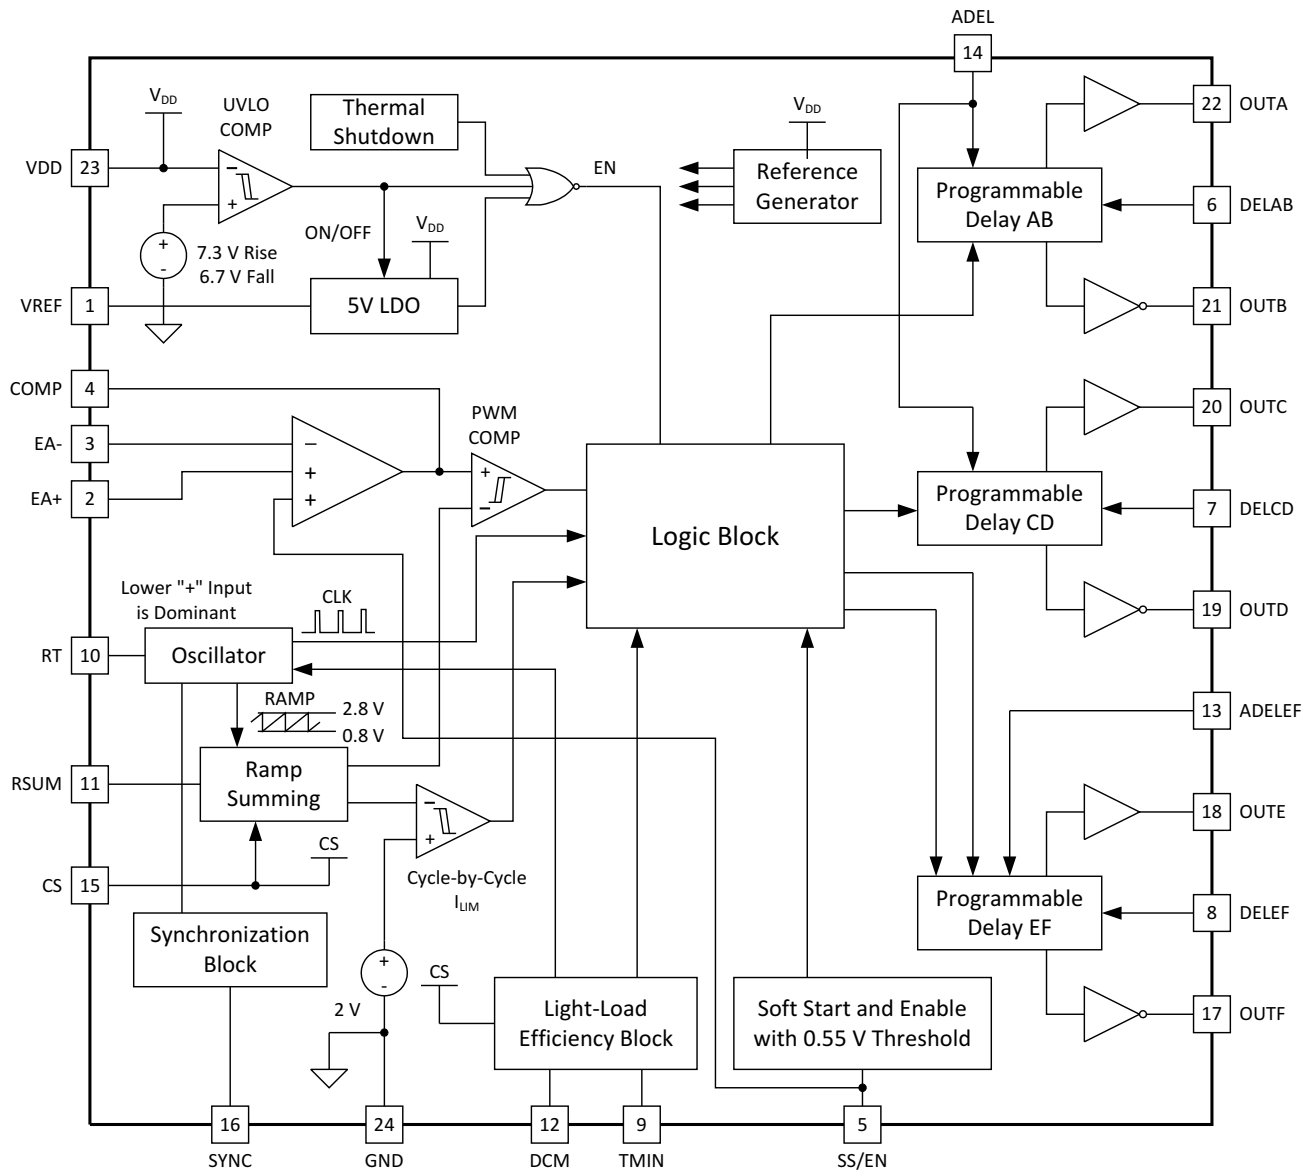 ADEL
14
V_DD
UVLO
COMP
Thermal
Shutdown
V_DD
22
OUTA
VDD
23
−
+
EN
Reference
Generator
Programmable
Delay AB
6
DELAB
ON/OFF
V_DD
+
-
7.3 V Rise
6.7 V Fall
VREF
1
5V LDO
21
OUTB
COMP
4
PWM
COMP
20
OUTC
EA-
3
−
+
+
EA+
2
+
−
Logic Block
Programmable
Delay CD
7
DELCD
Lower "+" Input
is Dominant
CLK
19
OUTD
RT
10
Oscillator
RAMP
2.8 V
0.8 V
13
ADELEF
RSUM
11
Ramp
Summing
−
+
18
OUTE
CS
CS
15
Cycle-by-Cycle
I_LIM
Programmable
Delay EF
8
DELEF
Synchronization
Block
+
-
2 V
CS
Light-Load
Efficiency Block
Soft Start and Enable
with 0.55 V Threshold
17
OUTF
16
24
12
9
5
SYNC
GND
DCM
TMIN
SS/EN